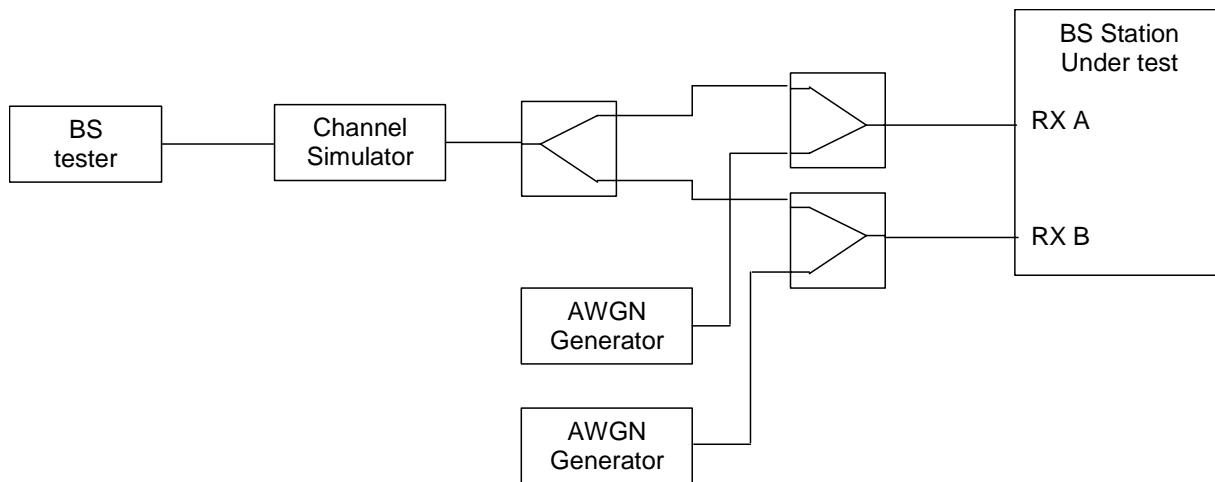 BS Station
Under test
BS
tester
Channel
Simulator
RX A
RX B
AWGN
Generator
AWGN
Generator